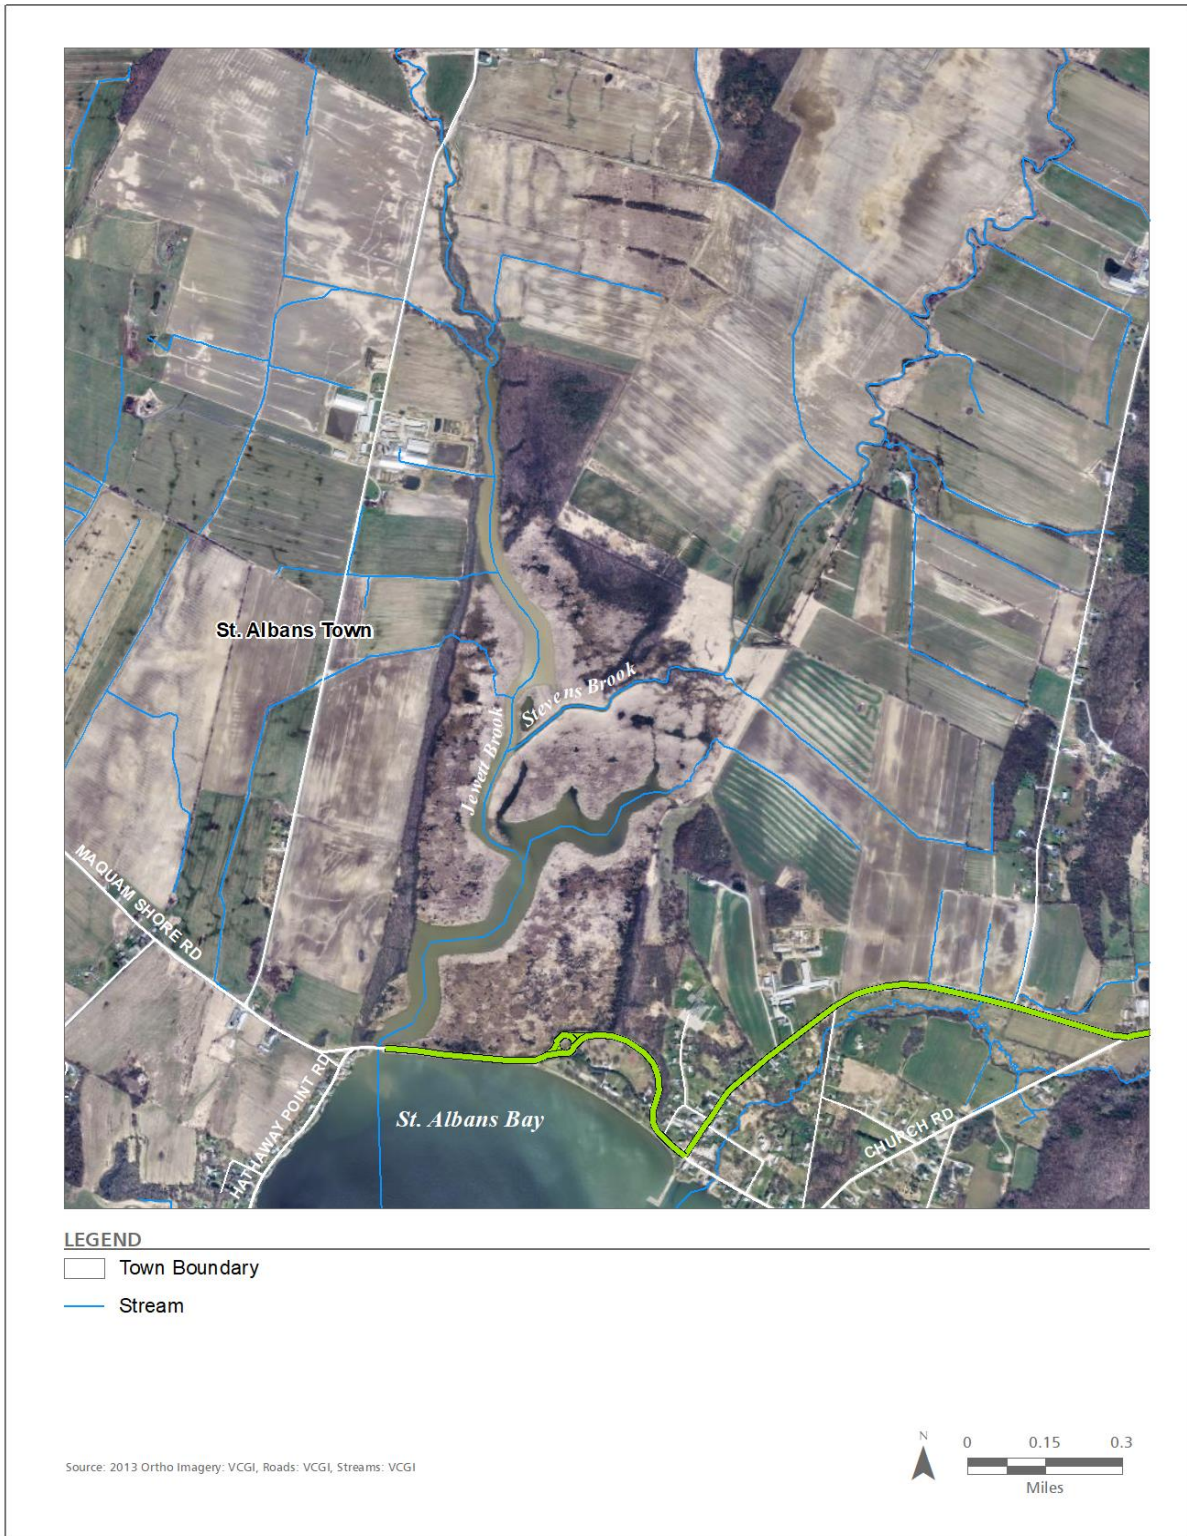 St. Albans Town
Stevens Brook
Jewett Brook
MAQUAM SHORE RD
HATHAWAY POINT RD
St. Albans Bay
CHURCH RD
LEGEND
Town Boundary
Stream
Source: 2013 Ortho Imagery: VCGI, Roads: VCGI, Streams: VCGI
N
0 0.15 0.3
Miles